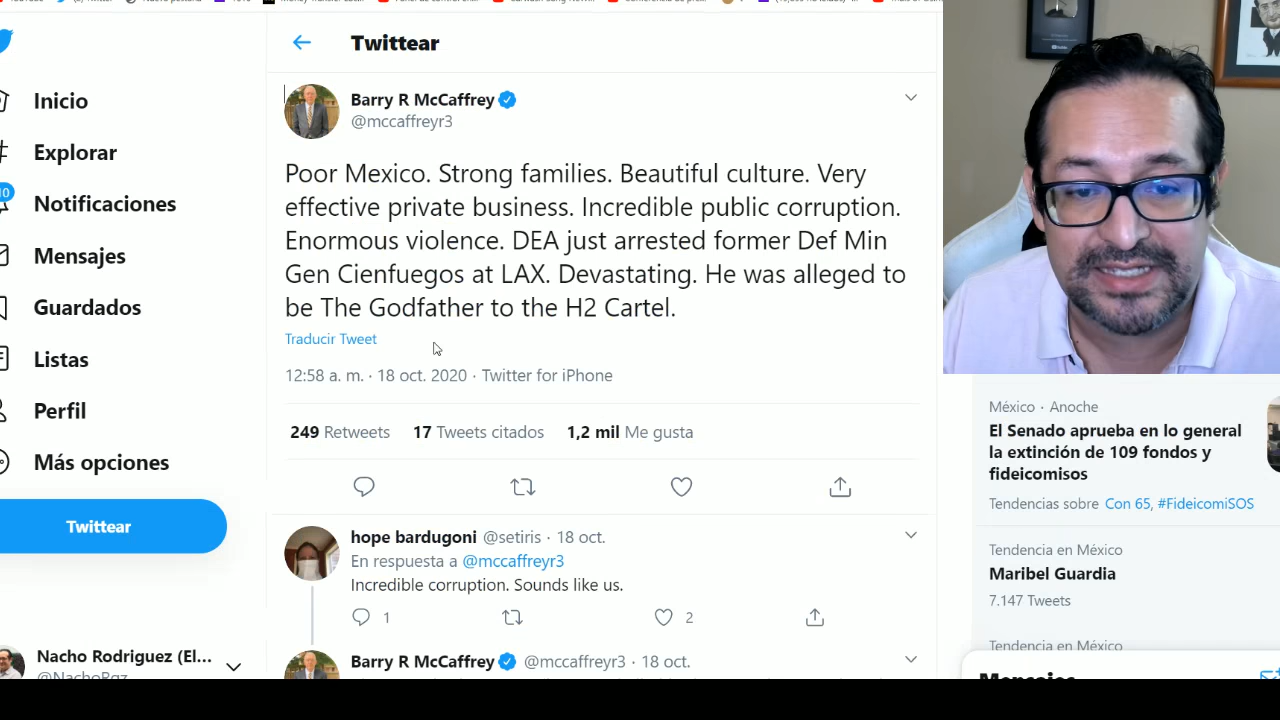 Twittear
Inicio
Explorar
Notificaciones
Mensajes
Guardados
Listas
Perfil
Más opciones
Twittear
Nacho Rodriguez (El...
@NachoRgz
Barry R McCaffrey
@mccaffreyr3
Poor Mexico. Strong families. Beautiful culture. Very
effective private business. Incredible public corruption.
Enormous violence. DEA just arrested former Def Min
Gen Cienfuegos at LAX. Devastating. He was alleged to
be The Godfather to the H2 Cartel.
Traducir Tweet
12:58 a. m. · 18 oct. 2020 · Twitter for iPhone
249 Retweets 17 Tweets citados 1,2 mil Me gusta
hope bardugoni @setiris · 18 oct.
En respuesta a @mccaffreyr3
Incredible corruption. Sounds like us.
1 2
Barry R McCaffrey @mccaffreyr3 · 18 oct.
México · Anoche
El Senado aprueba en lo general
la extinción de 109 fondos y
fideicomisos
Tendencias sobre Con 65, #FideicomiSOS
Tendencia en México
Maribel Guardia
7.147 Tweets
Tendencia en México
Mensajes